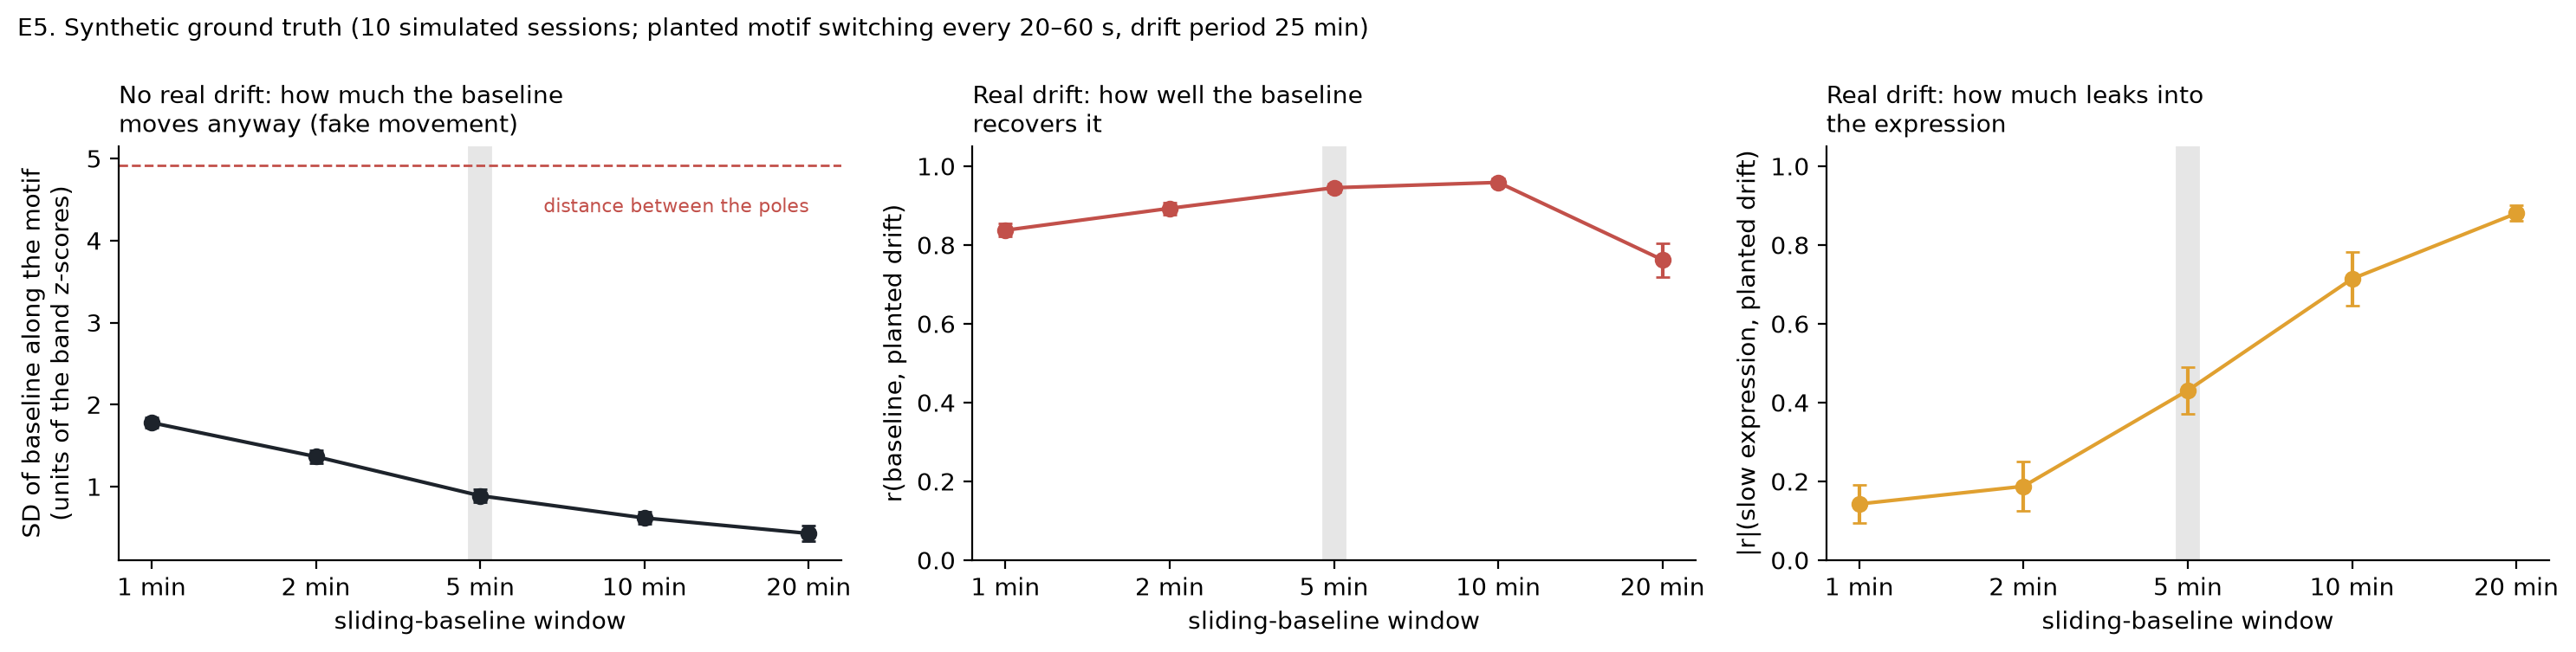 E5. Synthetic ground truth (10 simulated sessions; planted motif switching every 20–60 s, drift period 25 min)
No real drift: how much the baseline
moves anyway (fake movement)
SD of baseline along the motif
(units of the band z-scores)
5
4
3
2
1
distance between the poles
1 min
2 min
5 min
10 min
20 min
sliding-baseline window
Real drift: how well the baseline
recovers it
r(baseline, planted drift)
1.0
0.8
0.6
0.4
0.2
0.0
1 min
2 min
5 min
10 min
20 min
sliding-baseline window
Real drift: how much leaks into
the expression
|r|(slow expression, planted drift)
1.0
0.8
0.6
0.4
0.2
0.0
1 min
2 min
5 min
10 min
20 min
sliding-baseline window